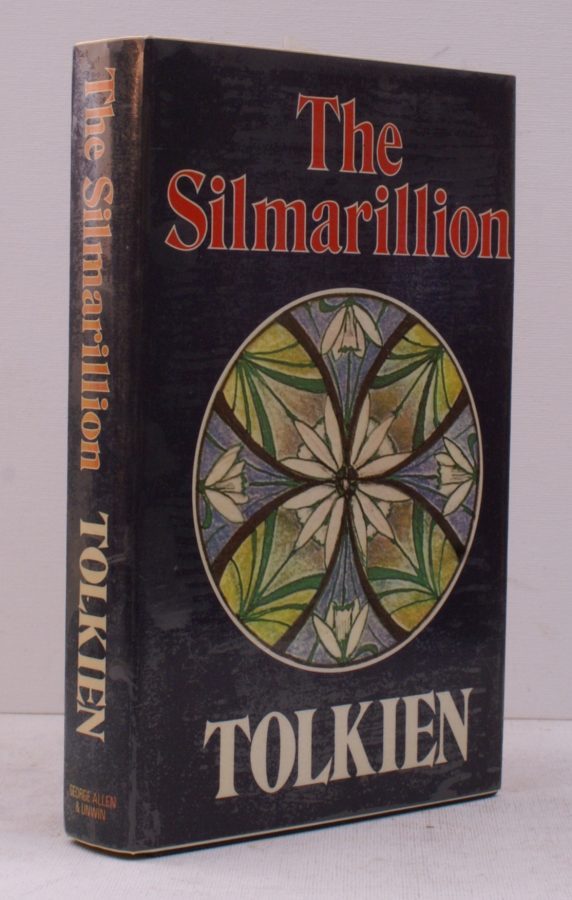 The
Silmarillion
TOLKIEN
The Silmarillion TOLKIEN
GEORGE ALLEN
& UNWIN